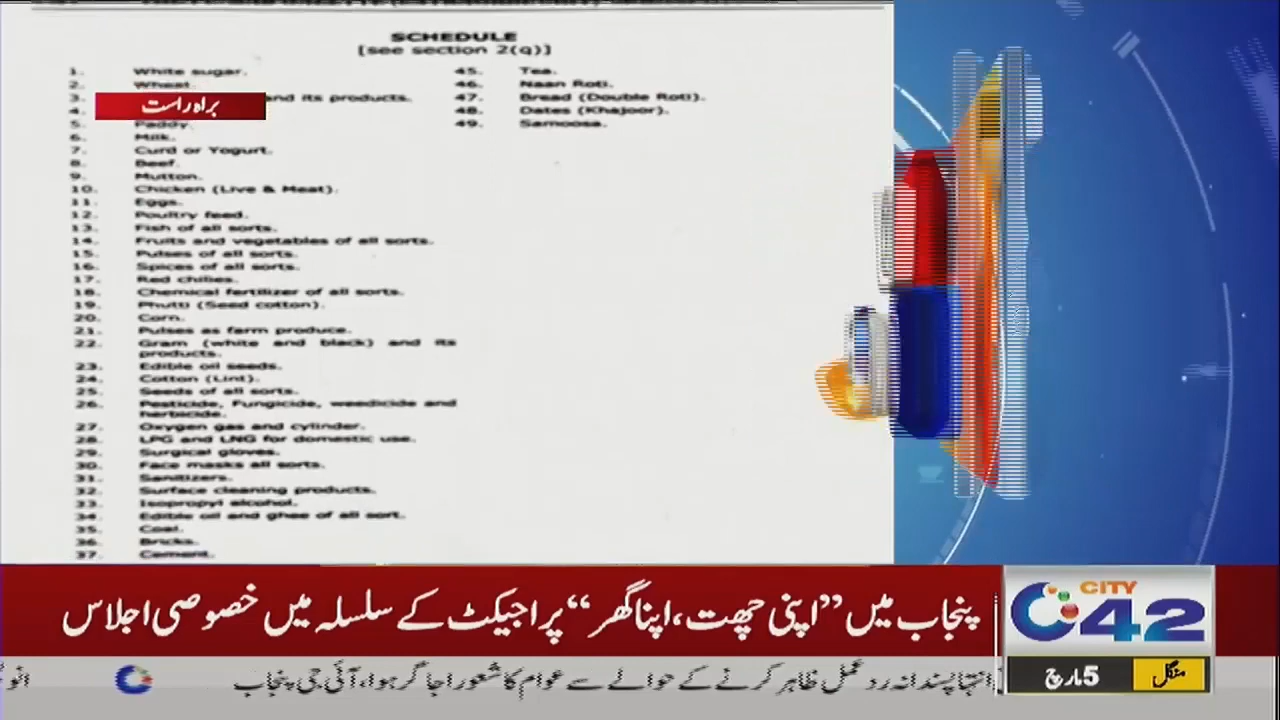 SCHEDULE
[see section 2(q)]
1. White sugar.
2. Wheat.
3. and its products.
براہ راست
4.
5. Paddy.
6. Milk.
7. Curd or Yogurt.
8. Beef.
9. Mutton.
10. Chicken (Live & Meat).
11. Eggs.
12. Poultry feed.
13. Fish of all sorts.
14. Fruits and vegetables of all sorts.
15. Pulses of all sorts.
16. Spices of all sorts.
17. Red chilies.
18. Chemical fertilizer of all sorts.
19. Phutti (Seed cotton).
20. Corn.
21. Pulses as farm produce.
22. Gram (white and black) and its
products.
23. Edible oil seeds.
24. Cotton (Lint).
25. Seeds of all sorts.
26. Pesticide, Fungicide, weedicide and
herbicide.
27. Oxygen gas and cylinder.
28. LPG and LNG for domestic use.
29. Surgical gloves.
30. Face masks all sorts.
31. Sanitizers.
32. Surface cleaning products.
33. Isopropyl alcohol.
34. Edible oil and ghee of all sort.
35. Coal.
36. Bricks.
37. Cement.
45. Tea.
46. Naan Roti.
47. Bread (Double Roti).
48. Dates (Khajoor).
49. Samoosa.
پنجاب میں ”اپنی چھت، اپنا گھر“ پراجیکٹ کے سلسلہ میں خصوصی اجلاس
CITY
42
انتہاپسندانہ ردعمل ظاہر کرنے کے حوالے سے عوام کا شعور اجاگر ہوا، آئی جی پنجاب
منگل
5 مارچ